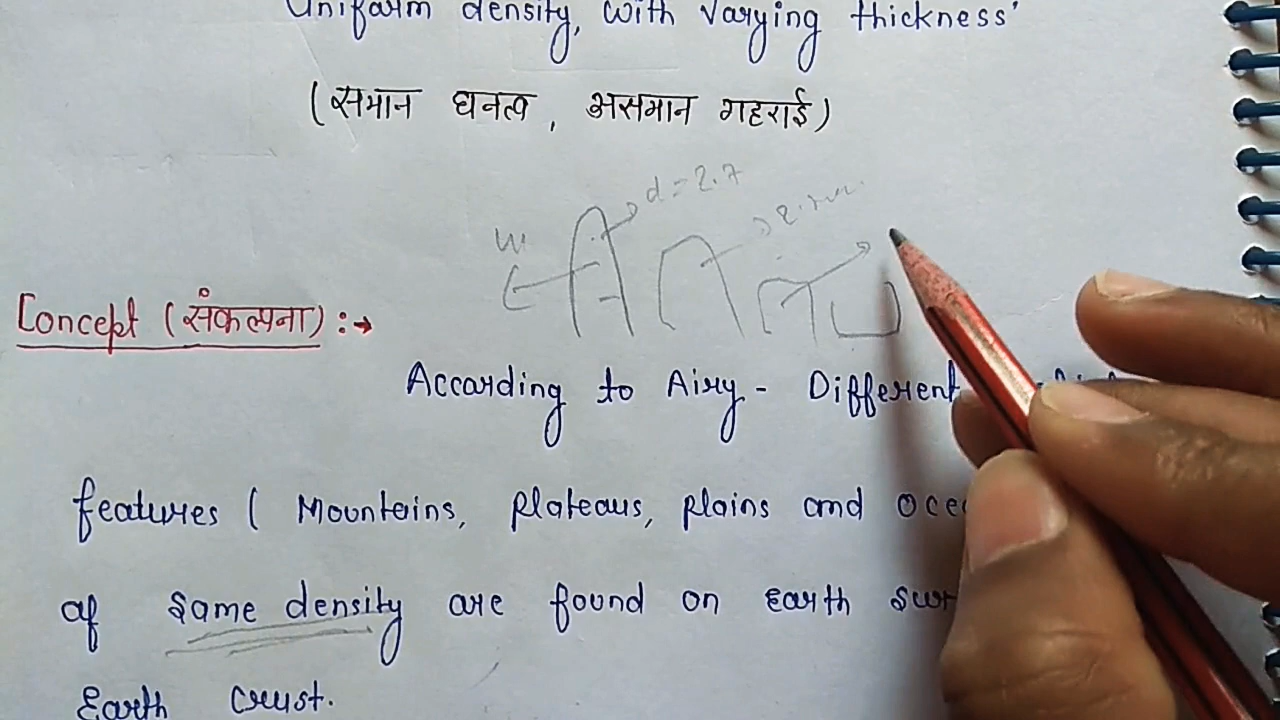 Uniform density, with varying thickness'
(समान घनत्व, असमान गहराई)
d = 2.7
Concept (संकल्पना) :→
According to Airy - Different
features ( Mountains, plateaus, plains and
of same density are found on Earth
Earth crust.